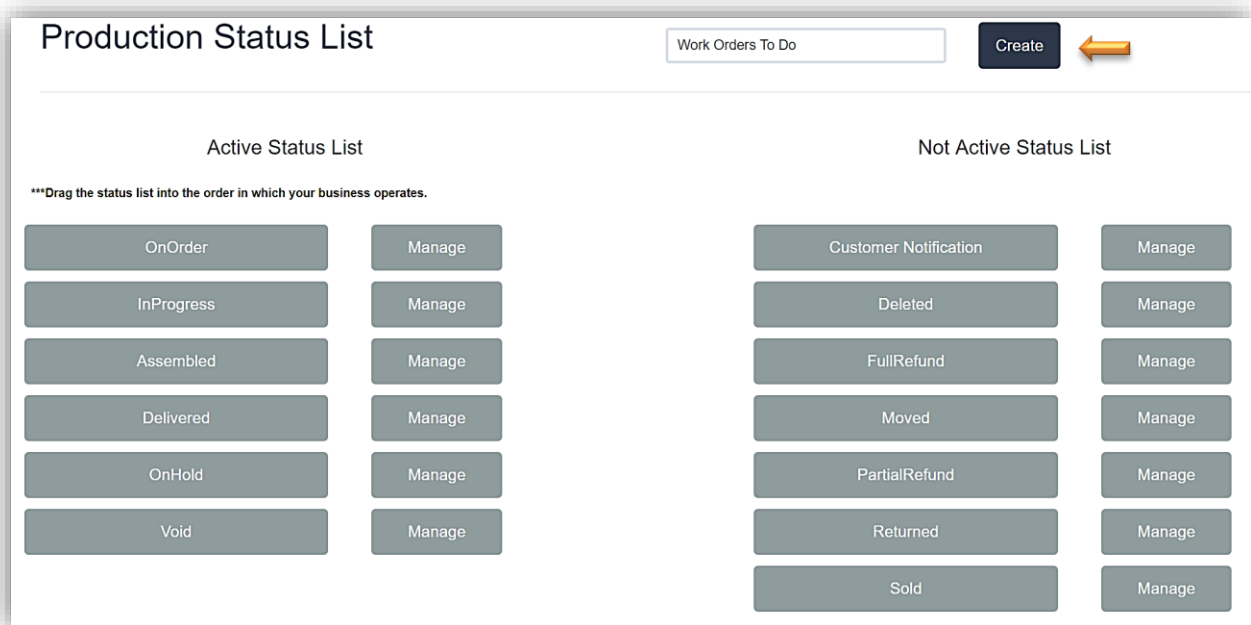 Production Status List
Work Orders To Do
Create
Active Status List
Not Active Status List
***Drag the status list into the order in which your business operates.
OnOrder Manage Customer Notification Manage
InProgress Manage Deleted Manage
Assembled Manage FullRefund Manage
Delivered Manage Moved Manage
OnHold Manage PartialRefund Manage
Void Manage Returned Manage
Sold Manage